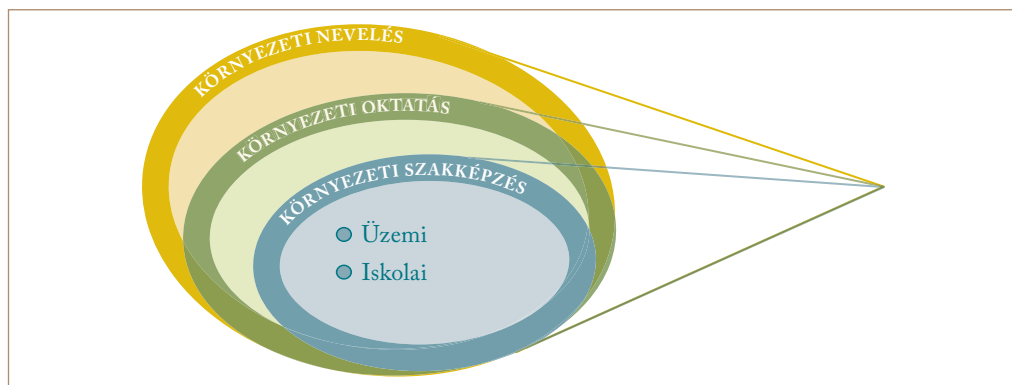 KÖRNYEZETI NEVELÉS
KÖRNYEZETI OKTATÁS
KÖRNYEZETI SZAKKÉPZÉS
Üzemi
Iskolai